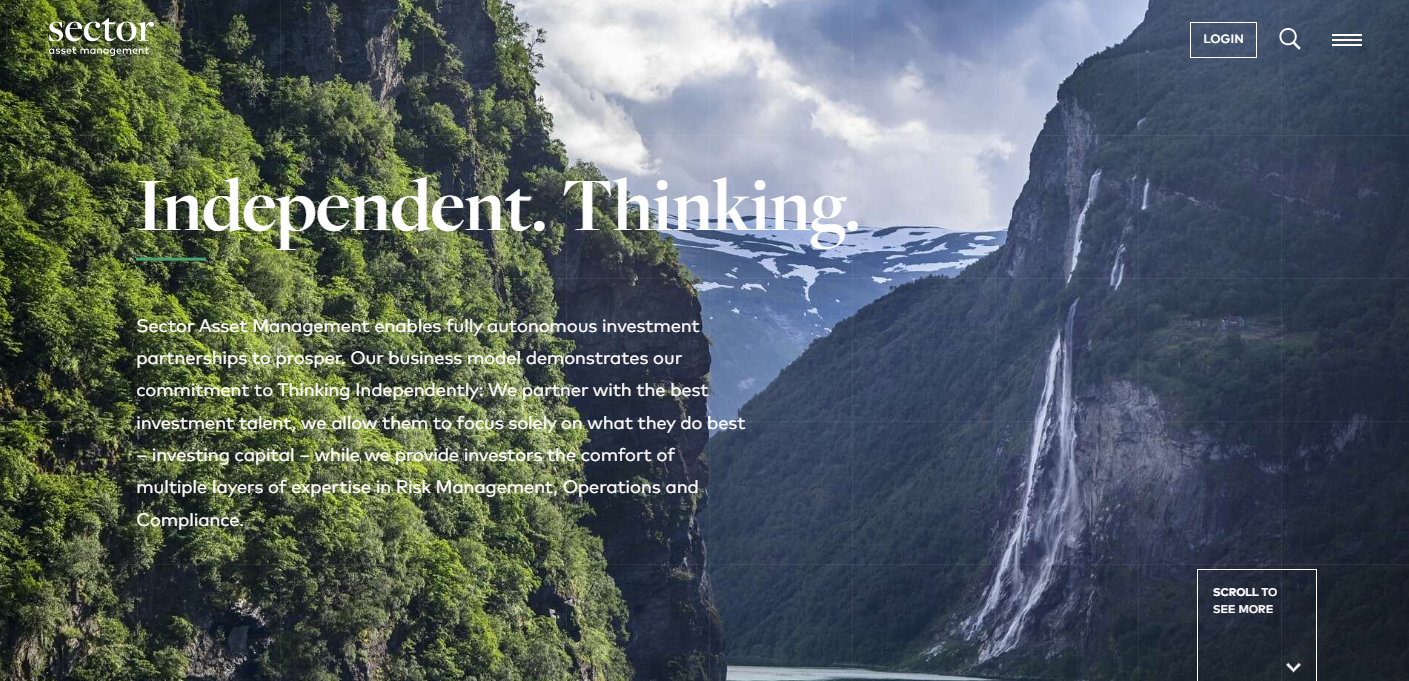 sector
asset management
LOGIN
Independent. Thinking.
Sector Asset Management enables fully autonomous investment
partnerships to prosper. Our business model demonstrates our
commitment to Thinking Independently: We partner with the best
investment talent, we allow them to focus solely on what they do best
– investing capital – while we provide investors the comfort of
multiple layers of expertise in Risk Management, Operations and
Compliance.
SCROLL TO
SEE MORE